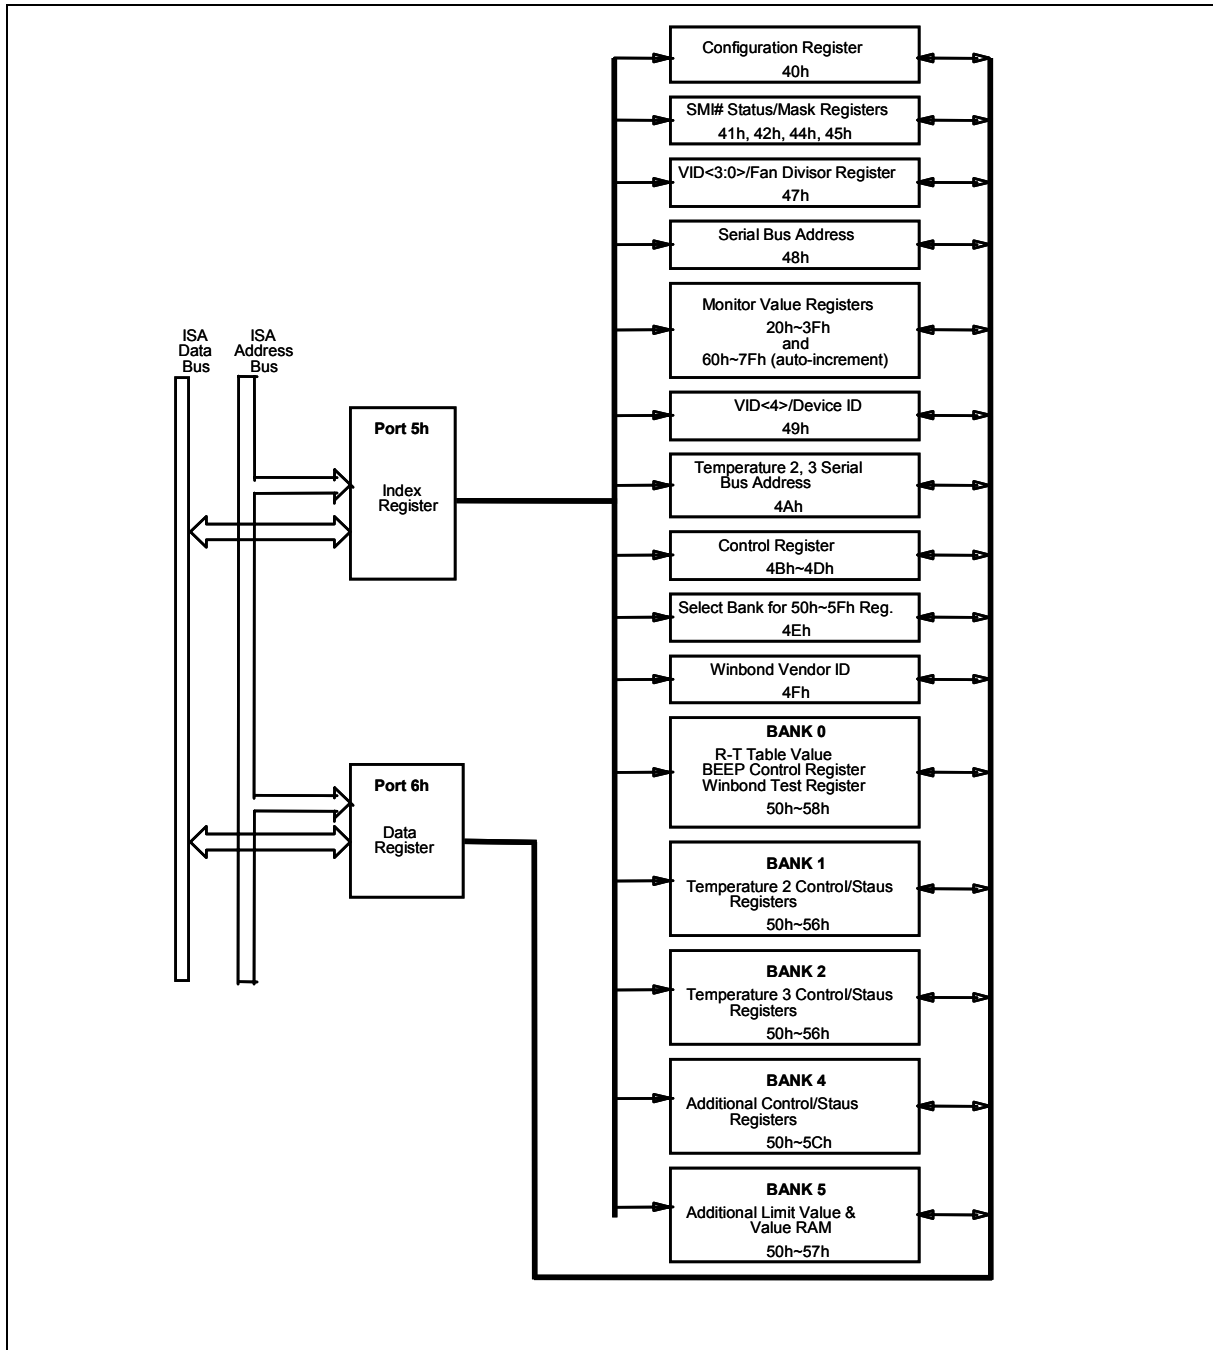 Configuration Register
40h
SMI# Status/Mask Registers
41h, 42h, 44h, 45h
VID<3:0>/Fan Divisor Register
47h
Serial Bus Address
48h
Monitor Value Registers
20h~3Fh
and
60h~7Fh (auto-increment)
VID<4>/Device ID
49h
Temperature 2, 3 Serial
Bus Address
4Ah
Control Register
4Bh~4Dh
Select Bank for 50h~5Fh Reg.
4Eh
Winbond Vendor ID
4Fh
BANK 0
R-T Table Value
BEEP Control Register
Winbond Test Register
50h~58h
BANK 1
Temperature 2 Control/Staus
Registers
50h~56h
BANK 2
Temperature 3 Control/Staus
Registers
50h~56h
BANK 4
Additional Control/Staus
Registers
50h~5Ch
BANK 5
Additional Limit Value &
Value RAM
50h~57h
ISA
Data
Bus
ISA
Address
Bus
Port 5h
Index
Register
Port 6h
Data
Register